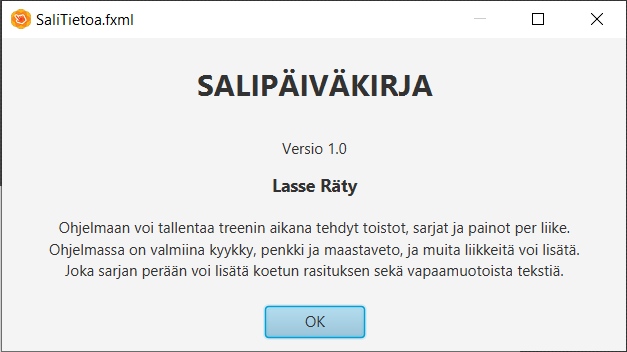 SaliTietoa.fxml
SALIPÄIVÄKIRJA
Versio 1.0
Lasse Räty
Ohjelmaan voi tallentaa treenin aikana tehdyt toistot, sarjat ja painot per liike.
Ohjelmassa on valmiina kyykky, penkki ja maastaveto, ja muita liikkeitä voi lisätä.
Joka sarjan perään voi lisätä koetun rasituksen sekä vapaamuotoista tekstiä.
OK